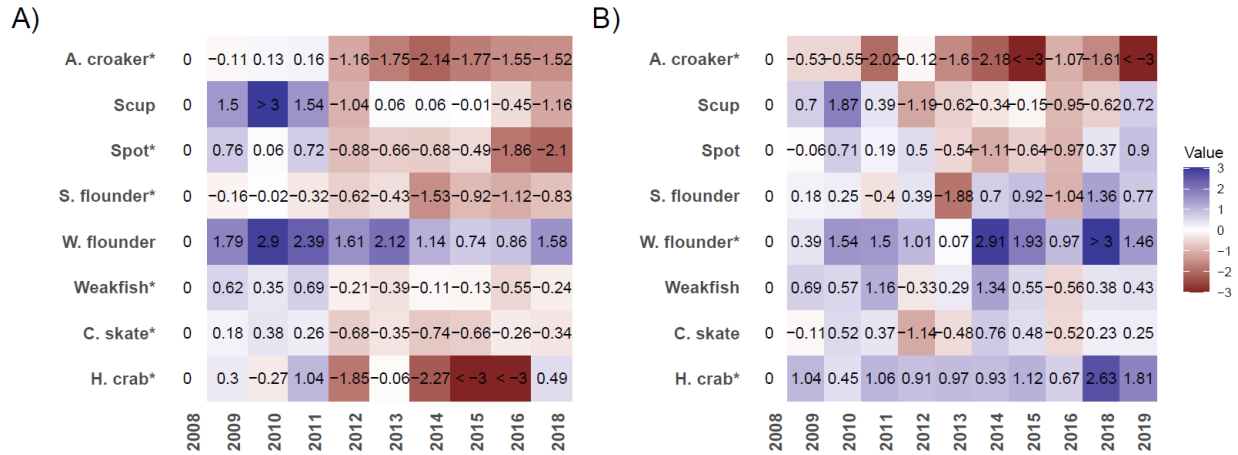 A)
A. croaker* 0 −0.11 0.13 0.16 −1.16 −1.75 −2.14 −1.77 −1.55 −1.52
Scup 0 1.5 > 3 1.54 −1.04 0.06 0.06 −0.01 −0.45 −1.16
Spot* 0 0.76 0.06 0.72 −0.88 −0.66 −0.68 −0.49 −1.86 −2.1
S. flounder* 0 −0.16 −0.02 −0.32 −0.62 −0.43 −1.53 −0.92 −1.12 −0.83
W. flounder 0 1.79 2.9 2.39 1.61 2.12 1.14 0.74 0.86 1.58
Weakfish* 0 0.62 0.35 0.69 −0.21 −0.39 −0.11 −0.13 −0.55 −0.24
C. skate* 0 0.18 0.38 0.26 −0.68 −0.35 −0.74 −0.66 −0.26 −0.34
H. crab* 0 0.3 −0.27 1.04 −1.85 −0.06 −2.27 < −3 < −3 0.49
2008 2009 2010 2011 2012 2013 2014 2015 2016 2018
B)
A. croaker* 0 −0.53 −0.55 −2.02 −0.12 −1.6 −2.18 < −3 −1.07 −1.61 < −3
Scup 0 0.7 1.87 0.39 −1.19 −0.62 −0.34 −0.15 −0.95 −0.62 0.72
Spot 0 −0.06 0.71 0.19 0.5 −0.54 −1.11 −0.64 −0.97 0.37 0.9
S. flounder 0 0.18 0.25 −0.4 0.39 −1.88 0.7 0.92 −1.04 1.36 0.77
W. flounder* 0 0.39 1.54 1.5 1.01 0.07 2.91 1.93 0.97 > 3 1.46
Weakfish 0 0.69 0.57 1.16 −0.33 0.29 1.34 0.55 −0.56 0.38 0.43
C. skate 0 −0.11 0.52 0.37 −1.14 −0.48 0.76 0.48 −0.52 0.23 0.25
H. crab* 0 1.04 0.45 1.06 0.91 0.97 0.93 1.12 0.67 2.63 1.81
2008 2009 2010 2011 2012 2013 2014 2015 2016 2018 2019
Value
3
2
1
0
−1
−2
−3